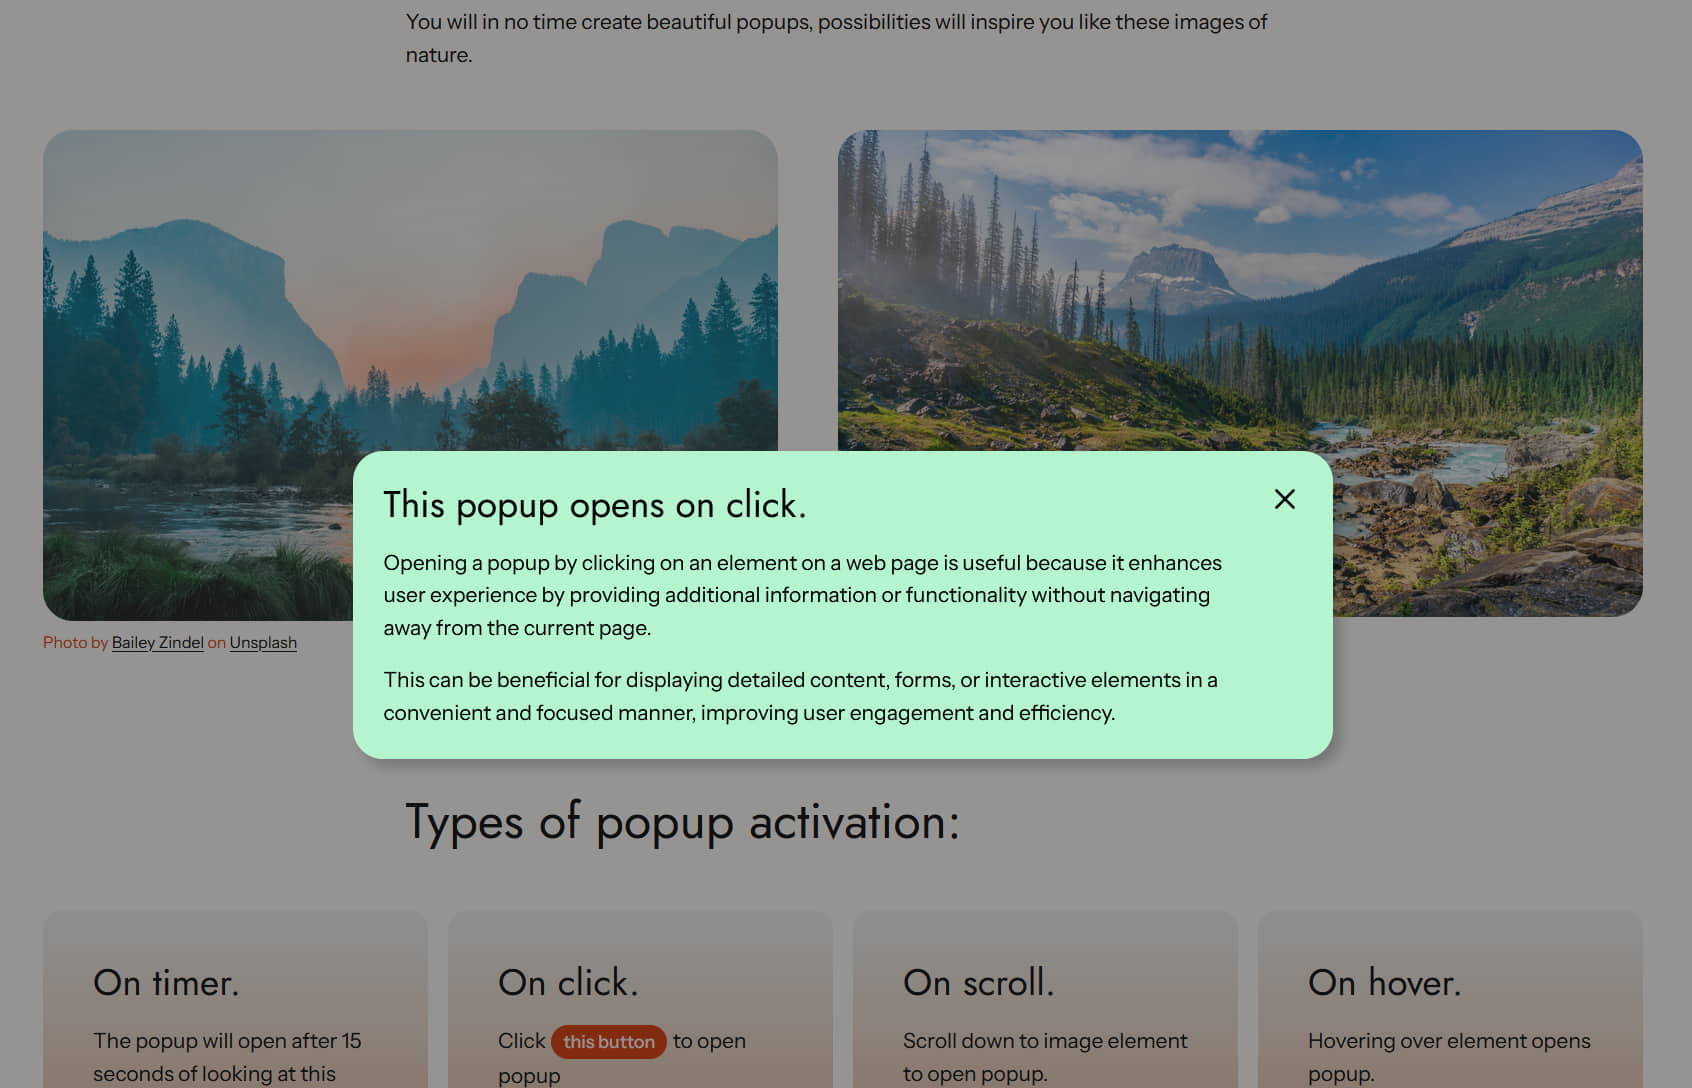 You will in no time create beautiful popups, possibilities will inspire you like these images of
nature.
This popup opens on click.
Opening a popup by clicking on an element on a web page is useful because it enhances
user experience by providing additional information or functionality without navigating
away from the current page.
This can be beneficial for displaying detailed content, forms, or interactive elements in a
convenient and focused manner, improving user engagement and efficiency.
Photo by Bailey Zindel on Unsplash
Types of popup activation:
On timer.
The popup will open after 15
seconds of looking at this
On click.
Click this button to open
popup
On scroll.
Scroll down to image element
to open popup.
On hover.
Hovering over element opens
popup.